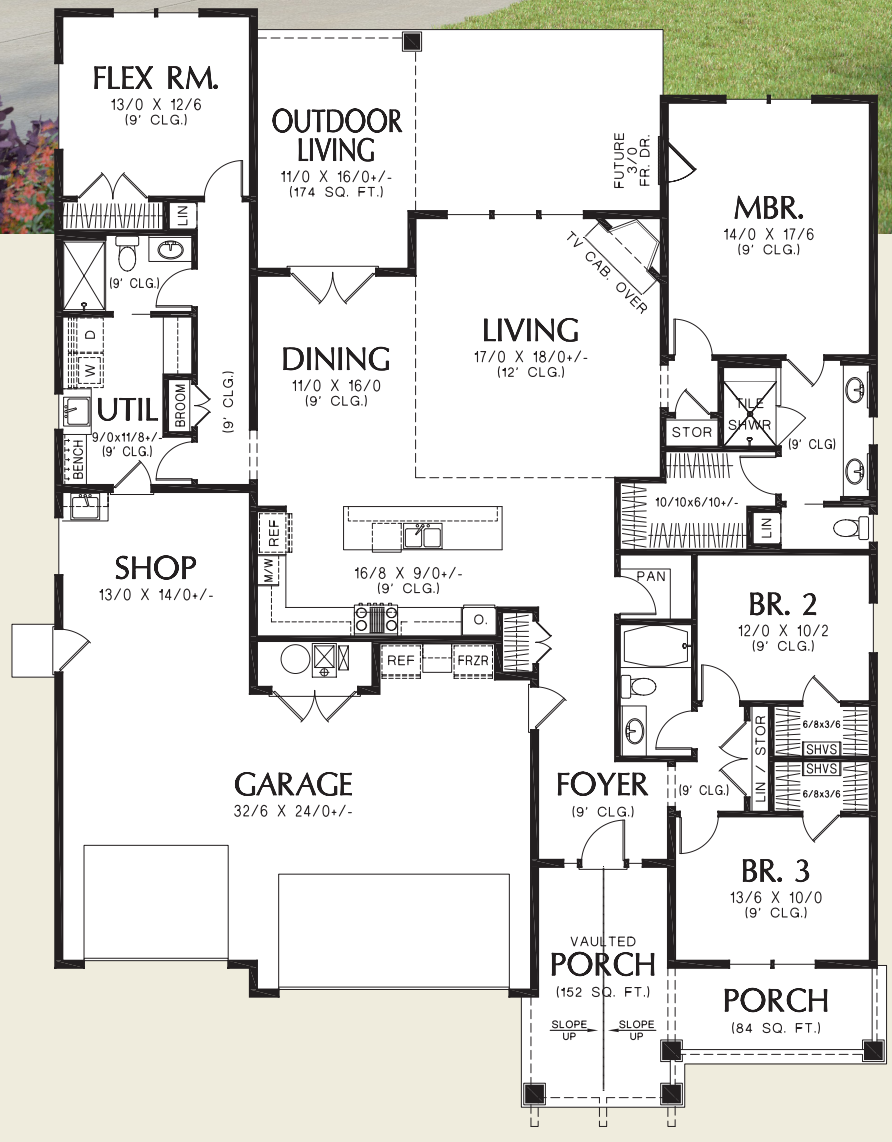 FLEX RM.
13/0 X 12/6
(9' CLG.)
OUTDOOR
LIVING
11/0 X 16/0+/-
(174 SQ. FT.)
FUTURE
3/0
FR. DR.
MBR.
14/0 X 17/6
(9' CLG.)
LIN
(9' CLG.)
TV CAB. OVER
LIVING
17/0 X 18/0+/-
(12' CLG.)
DINING
11/0 X 16/0
(9' CLG.)
D
W
UTIL
9/0x11/8+/-
(9' CLG.)
BROOM
(9' CLG.)
BENCH
TILE
SHWR
STOR
(9' CLG)
10/10x6/10+/-
LIN
SHOP
13/0 X 14/0+/-
REF
M/W
16/8 X 9/0+/-
(9' CLG.)
O.
PAN
BR. 2
12/0 X 10/2
(9' CLG.)
REF
FRZR
6/8x3/6
SHVS
LIN / STOR
SHVS
6/8x3/6
GARAGE
32/6 X 24/0+/-
FOYER
(9' CLG.)
(9' CLG.)
BR. 3
13/6 X 10/0
(9' CLG.)
VAULTED
PORCH
(152 SQ. FT.)
SLOPE
UP
SLOPE
UP
PORCH
(84 SQ. FT.)